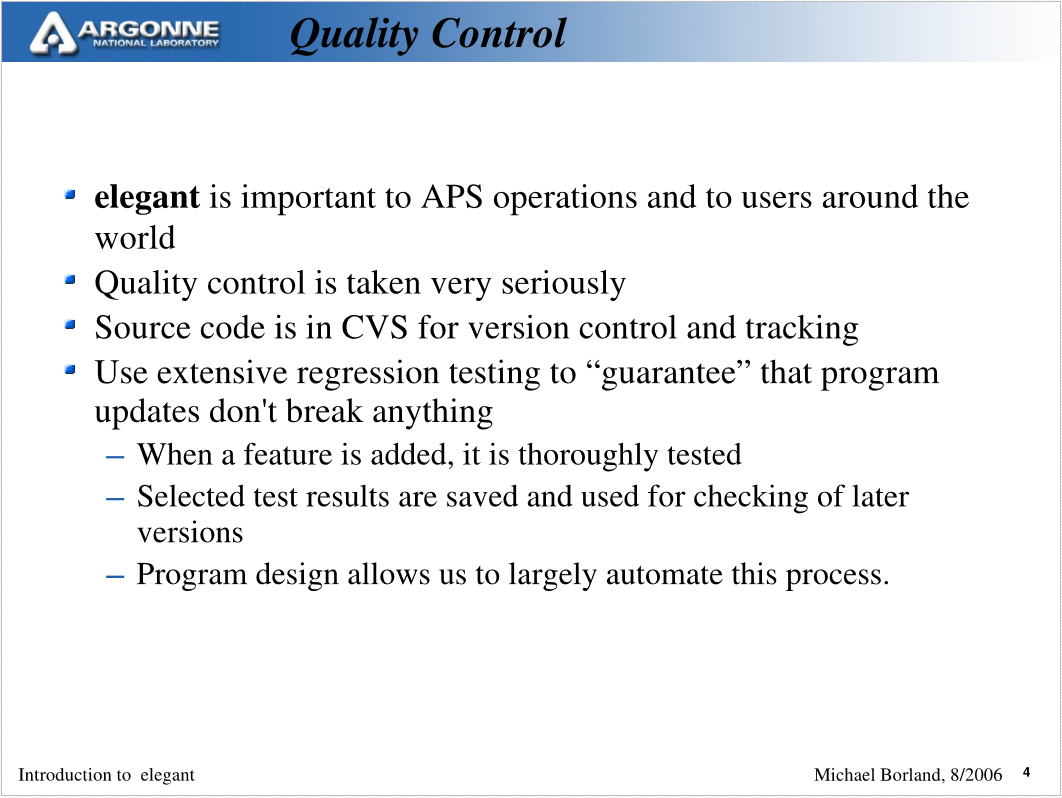 ARGONNE
NATIONAL LABORATORY
Quality Control
elegant is important to APS operations and to users around the
world
Quality control is taken very seriously
Source code is in CVS for version control and tracking
Use extensive regression testing to “guarantee” that program
updates don't break anything
– When a feature is added, it is thoroughly tested
– Selected test results are saved and used for checking of later
versions
– Program design allows us to largely automate this process.
Introduction to elegant
Michael Borland, 8/2006 4